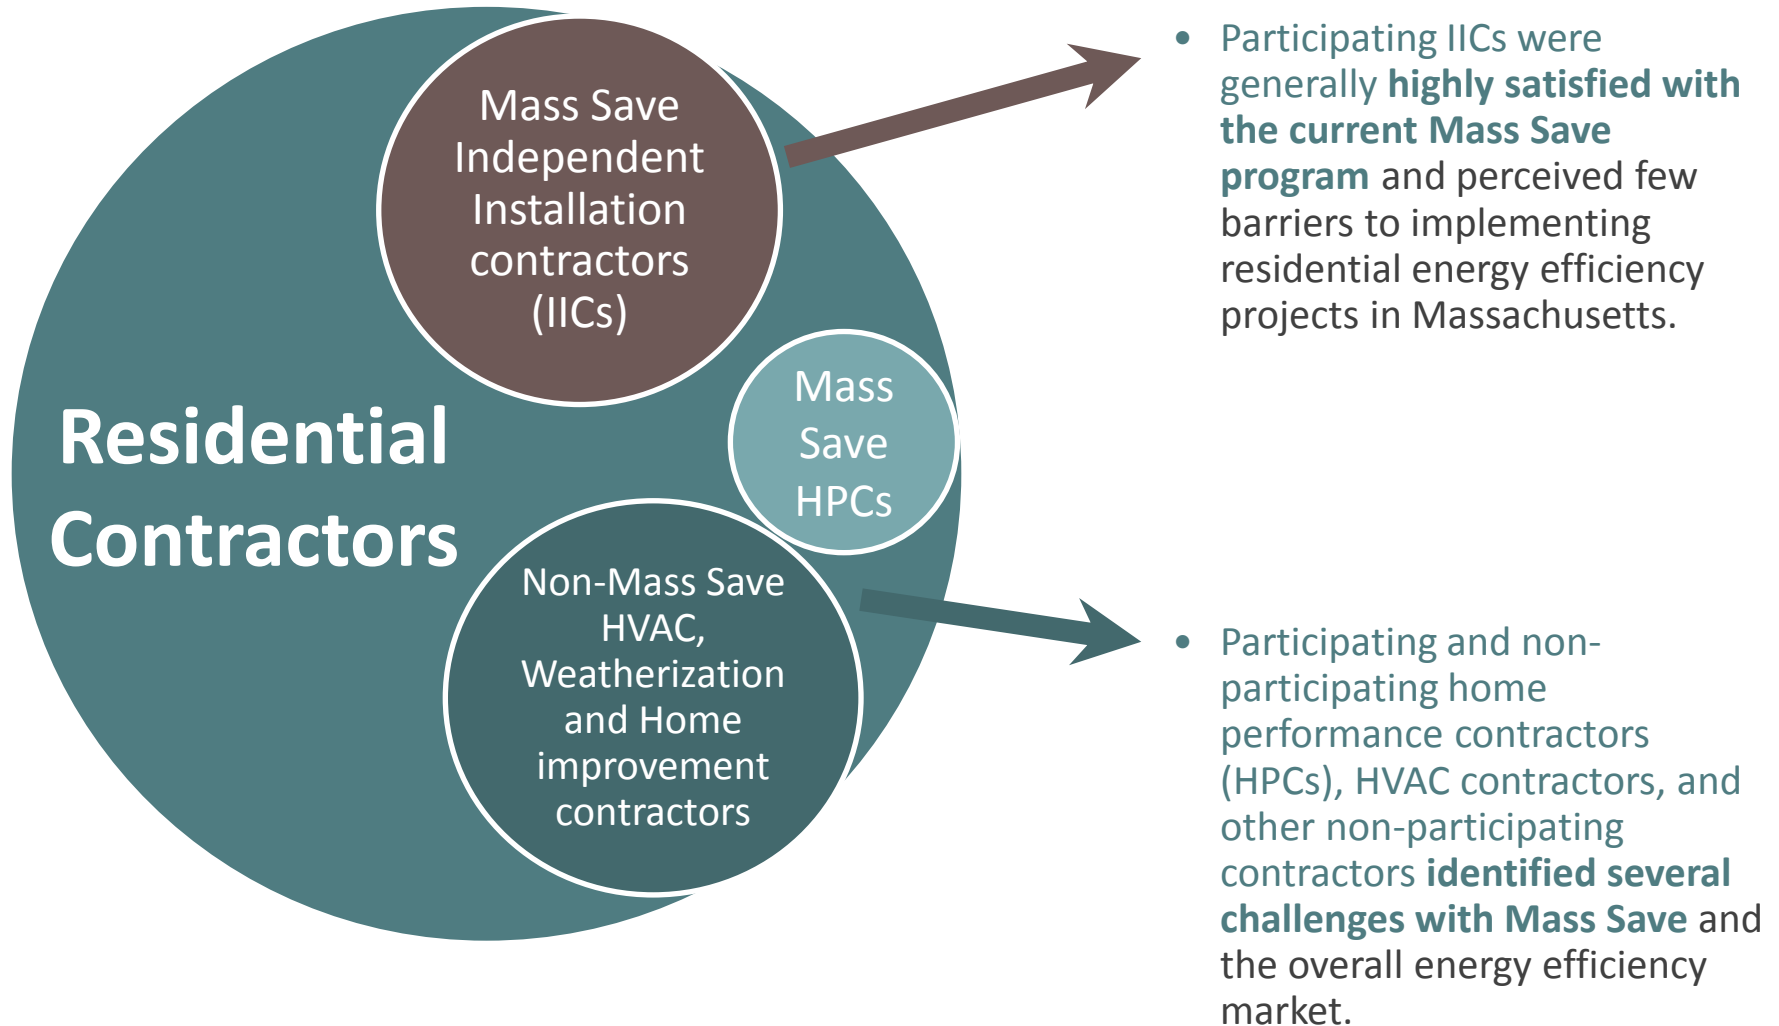 Residential
Contractors
Mass Save
Independent
Installation
contractors
(IICs)
Mass
Save
HPCs
Non-Mass Save
HVAC,
Weatherization
and Home
improvement
contractors
• Participating IICs were
generally highly satisfied with
the current Mass Save
program and perceived few
barriers to implementing
residential energy efficiency
projects in Massachusetts.
• Participating and non-
participating home
performance contractors
(HPCs), HVAC contractors, and
other non-participating
contractors identified several
challenges with Mass Save and
the overall energy efficiency
market.